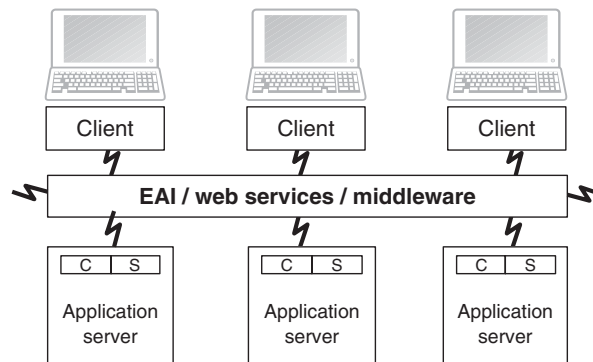 Client Client Client
EAI / web services / middleware
C S C S C S
Application Application Application
server server server